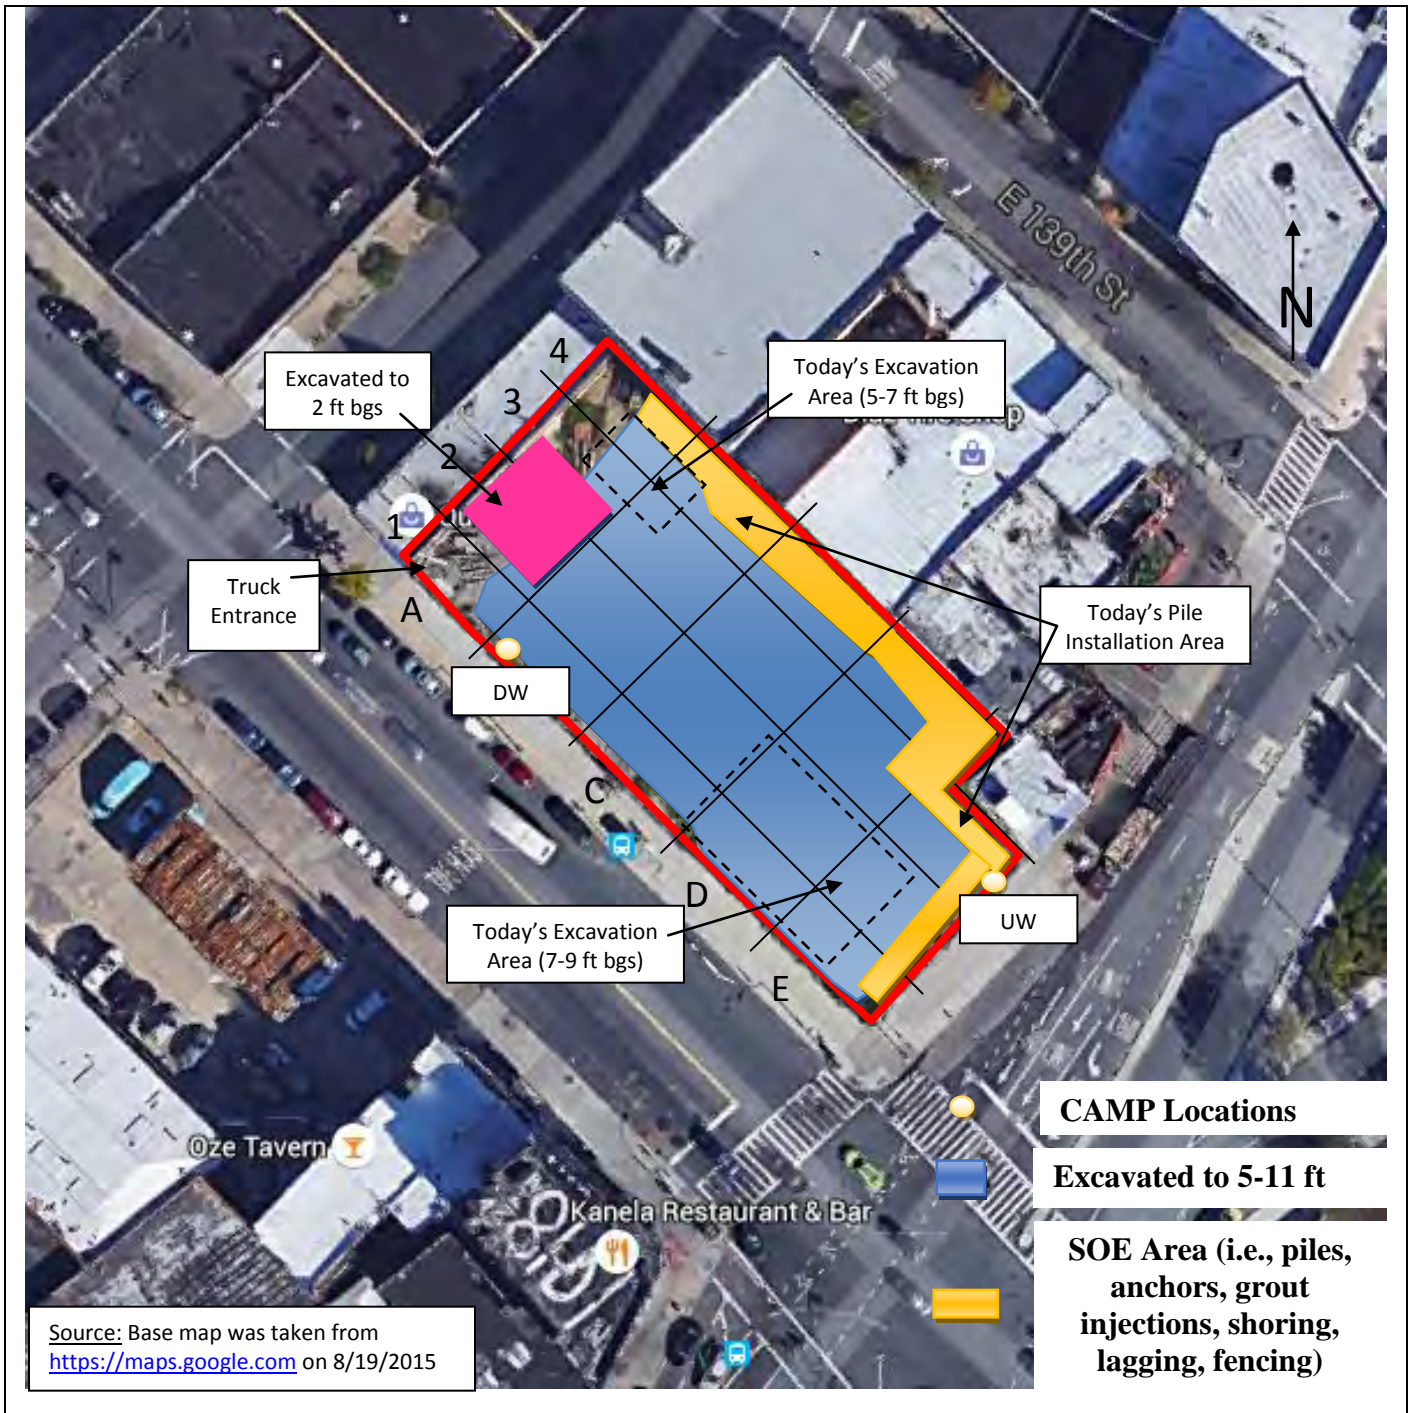 E 139th St
N
4
Excavated to
2 ft bgs
3
Today's Excavation
Area (5-7 ft bgs)
2
1
Truck
Entrance
A
Today's Pile
Installation Area
DW
C
D
Today's Excavation
Area (7-9 ft bgs)
UW
E
CAMP Locations
Oze Tavern
Excavated to 5-11 ft
Kanela Restaurant & Bar
SOE Area (i.e., piles,
anchors, grout
injections, shoring,
lagging, fencing)
Source: Base map was taken from
https://maps.google.com on 8/19/2015